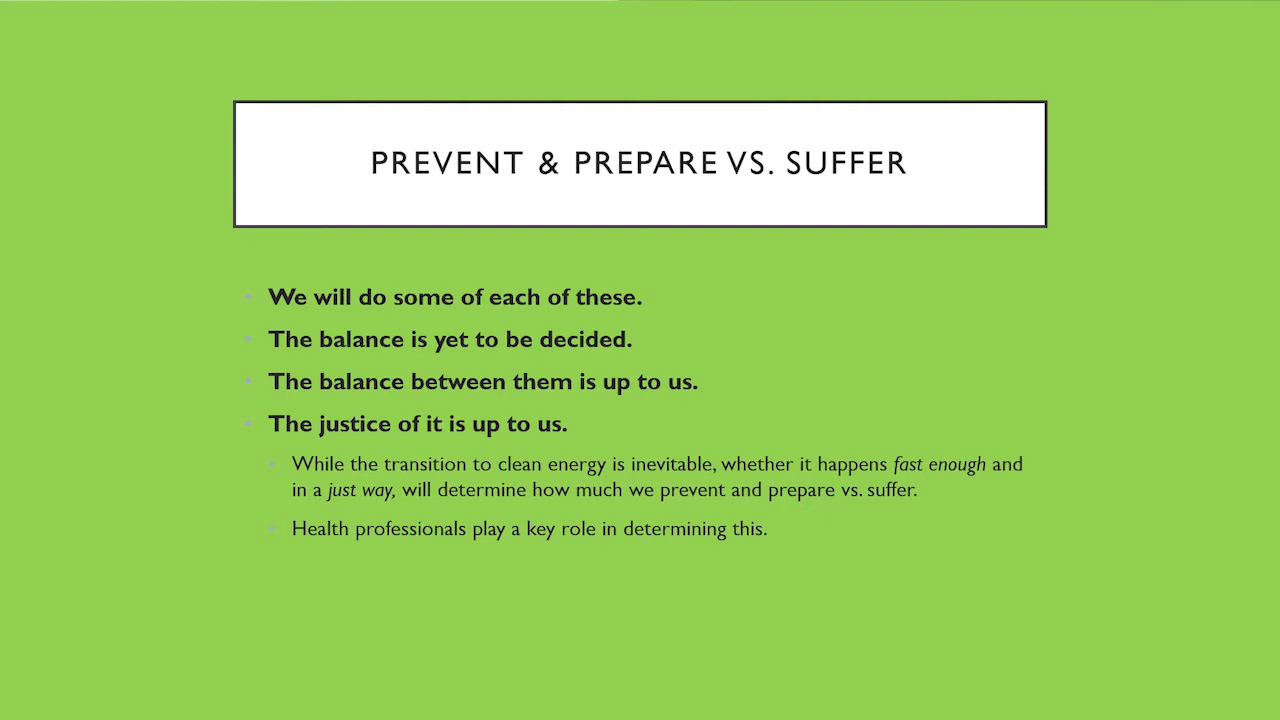 PREVENT & PREPARE VS. SUFFER
We will do some of each of these.
The balance is yet to be decided.
The balance between them is up to us.
The justice of it is up to us.
While the transition to clean energy is inevitable, whether it happens fast enough and
in a just way, will determine how much we prevent and prepare vs. suffer.
Health professionals play a key role in determining this.